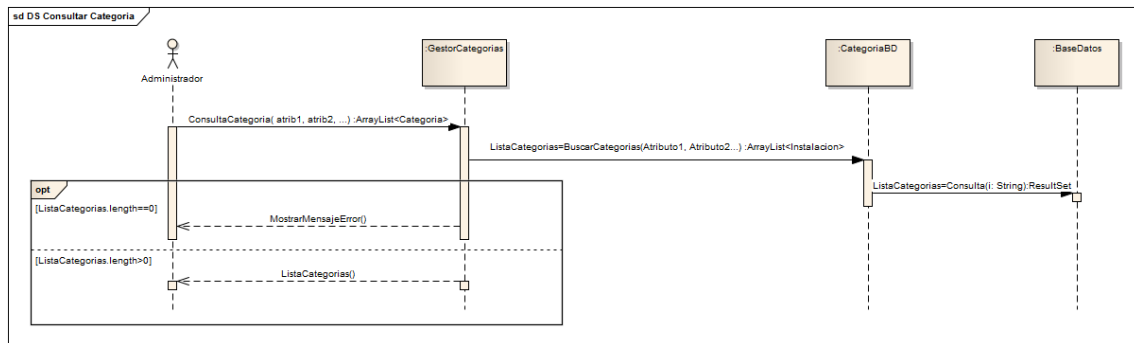 sd DS Consultar Categoria
:GestorCategorias
:CategoriaBD
:BaseDatos
Administrador
ConsultaCategoria( atrib1, atrib2, ...) :ArrayList<Categoria>
ListaCategorias=BuscarCategorias(Atributo1, Atributo2...) :ArrayList<Instalacion>
opt
ListaCategorias=Consulta(i: String):ResultSet
[ListaCategorias.length==0]
MostrarMensajeError()
[ListaCategorias.length>0]
ListaCategorias()